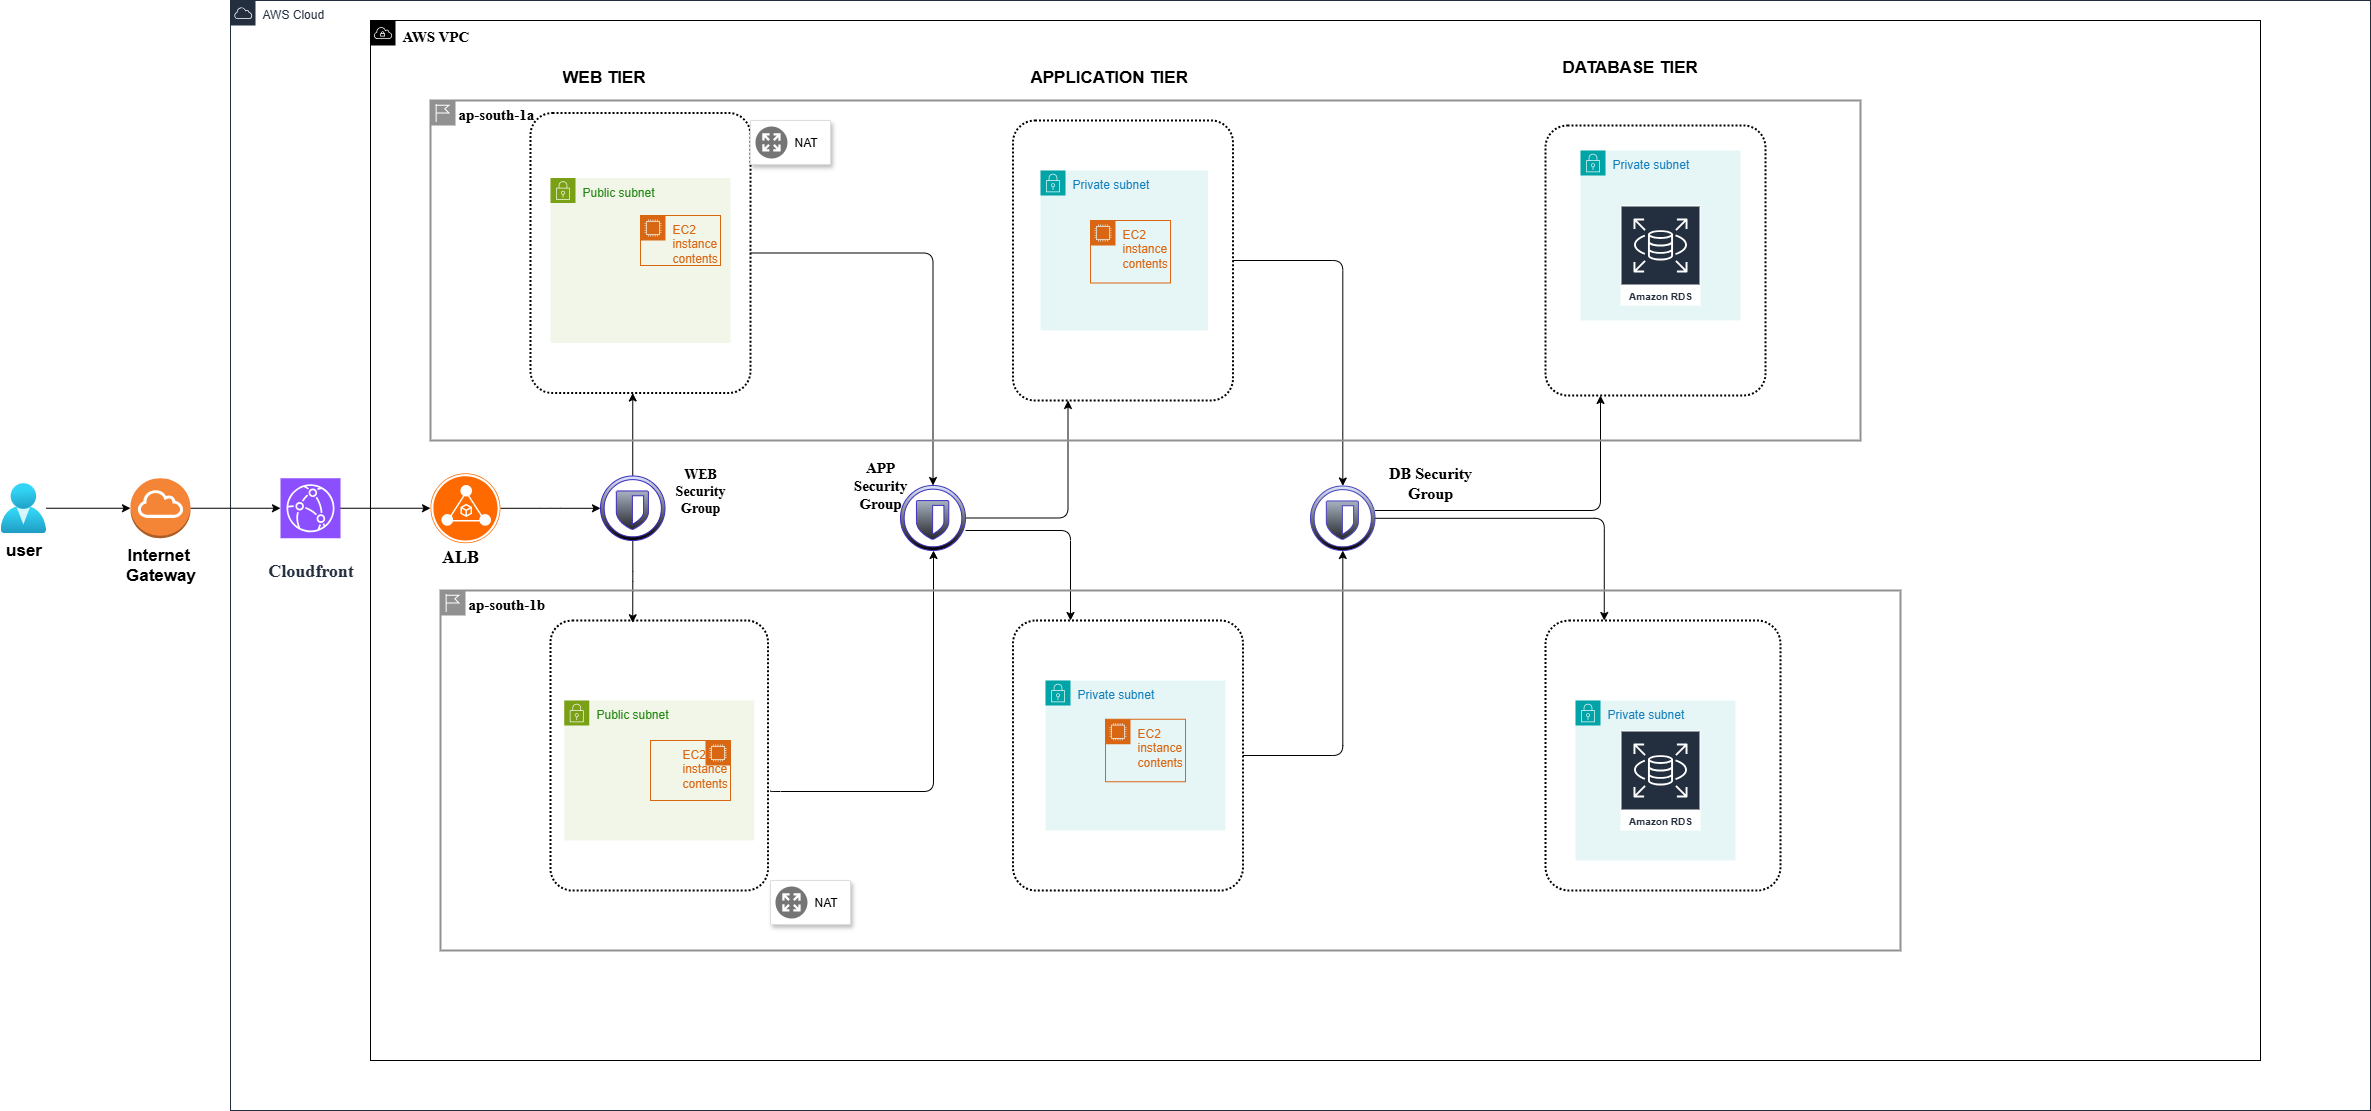 AWS Cloud
AWS VPC
WEB TIER
APPLICATION TIER
DATABASE TIER
ap-south-1a
NAT
Public subnet
EC2
instance
contents
Private subnet
EC2
instance
contents
Private subnet
Amazon RDS
user
Internet
Gateway
Cloudfront
ALB
WEB
Security
Group
APP
Security
Group
DB Security
Group
ap-south-1b
Public subnet
EC2
instance
contents
NAT
Private subnet
EC2
instance
contents
Private subnet
Amazon RDS